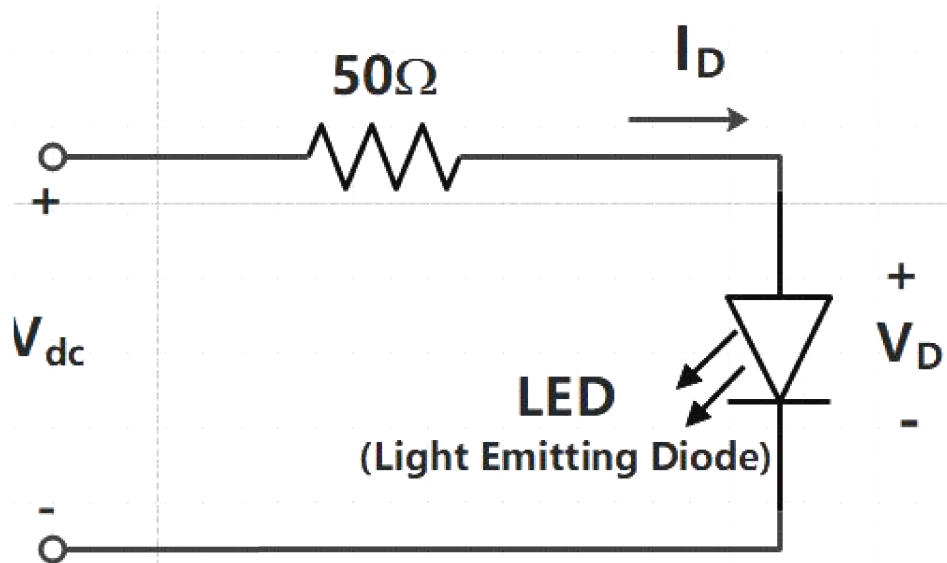 50Ω
I_D
+
V_dc
-
+
V_D
-
LED
(Light Emitting Diode)